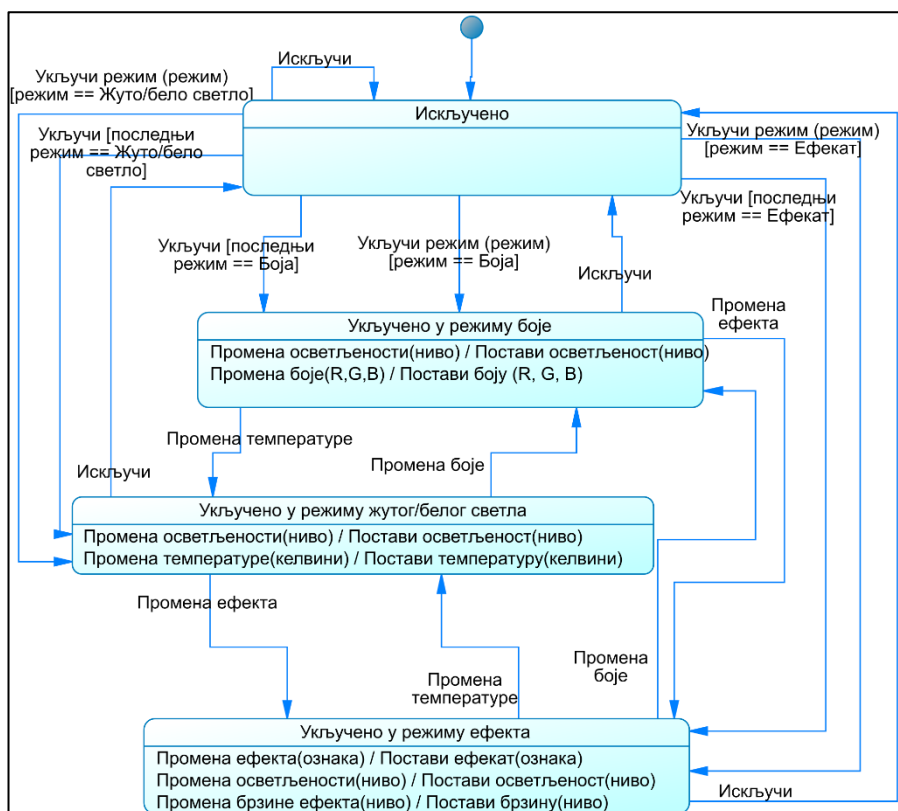 Искључи
Укључи режим (режим)
[режим == Жуто/бело светло]
Искључено
Укључи [последњи
режим == Жуто/бело
светло]
Укључи режим (режим)
[режим == Ефекат]
Укључи [последњи
режим == Ефекат]
Укључи [последњи
режим == Боја]
Укључи режим (режим)
[режим == Боја]
Искључи
Промена
ефекта
Укључено у режиму боје
Промена осветљености(ниво) / Постави осветљеност(ниво)
Промена боје(R,G,B) / Постави боју (R, G, B)
Промена температуре
Промена боје
Искључи
Укључено у режиму жутог/белог светла
Промена осветљености(ниво) / Постави осветљеност(ниво)
Промена температуре(келвини) / Постави температуру(келвини)
Промена ефекта
Промена
температуре
Промена
боје
Укључено у режиму ефекта
Промена ефекта(ознака) / Постави ефекат(ознака)
Промена осветљености(ниво) / Постави осветљеност(ниво)
Промена брзине ефекта(ниво) / Постави брзину(ниво)
Искључи